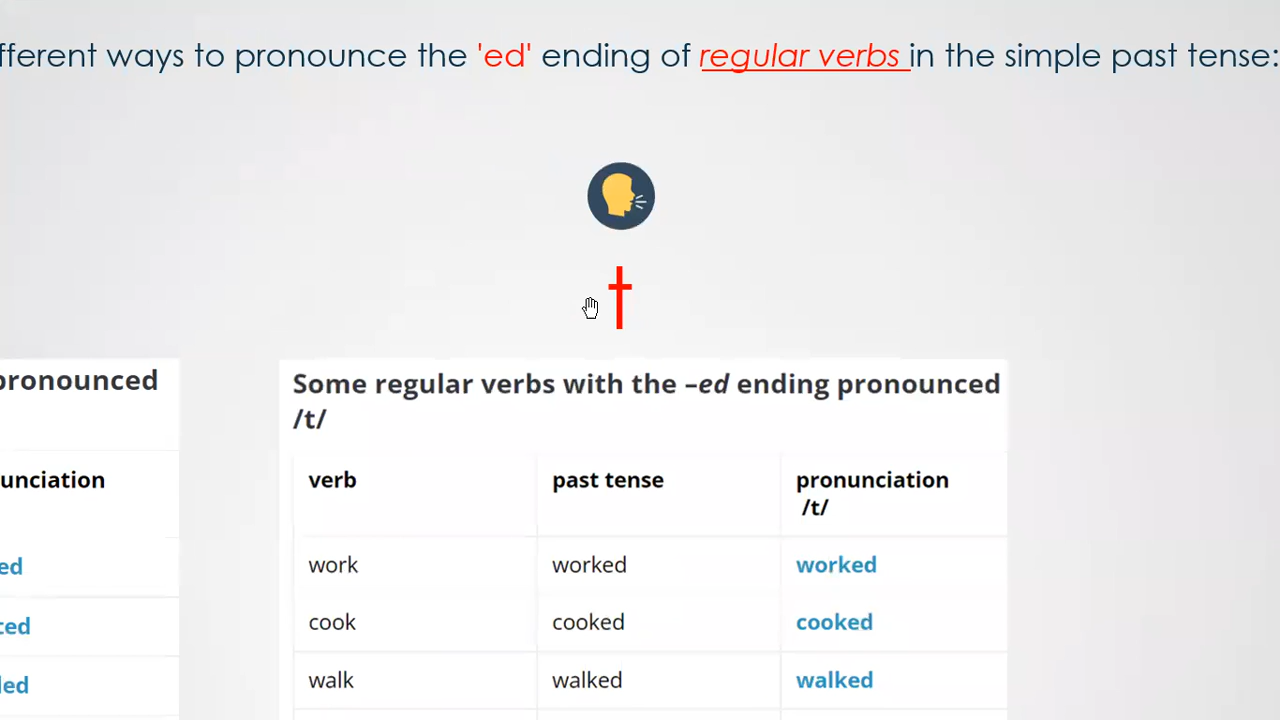 fferent ways to pronounce the 'ed' ending of regular verbs in the simple past tense:
t
pronounced
Some regular verbs with the –ed ending pronounced
/t/
unciation
verb past tense pronunciation
/t/
ed
work worked worked
ted
cook cooked cooked
led
walk walked walked